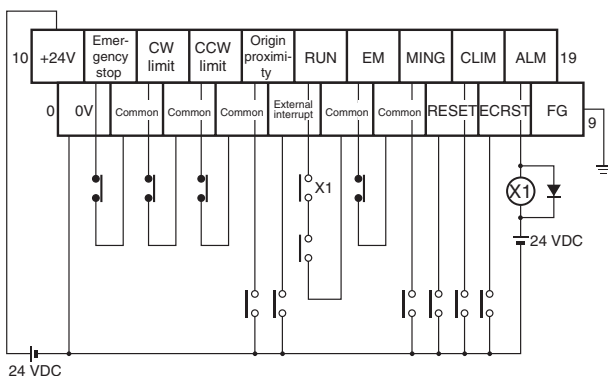 10
+24V
Emer-
gency
stop
CW
limit
CCW
limit
Origin
proximi-
ty
RUN
EM
MING
CLIM
ALM
19
0
0V
Common
Common
Common
External
interrupt
Common
Common
RESET
ECRST
FG
9
X1
X1
24 VDC
24 VDC